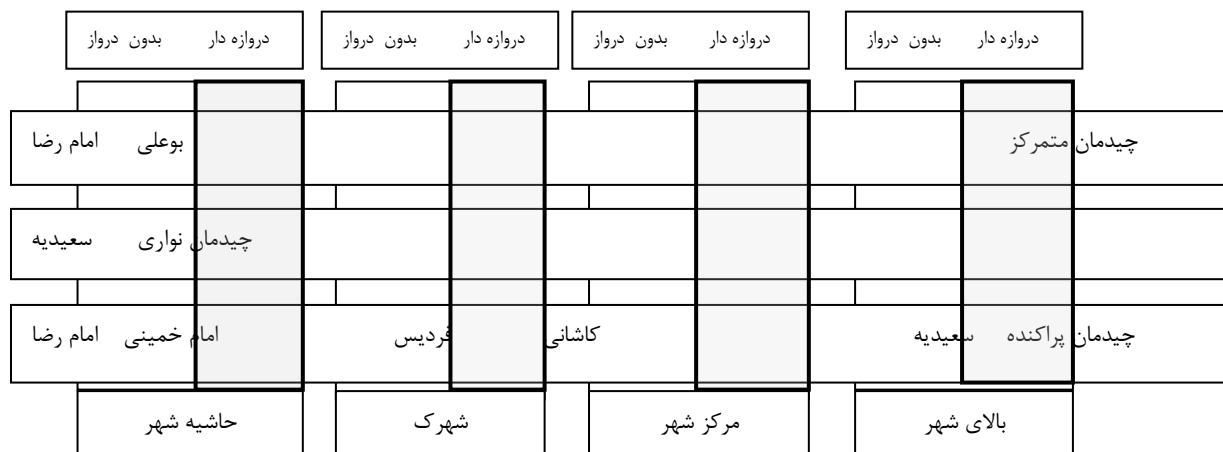 دروازه دار بدون درواز دروازه دار بدون درواز دروازه دار بدون درواز دروازه دار بدون درواز
چیدمان متمرکز بوعلی امام رضا
چیدمان نواری سعیدیه
چیدمان پراکنده سعیدیه کاشانی فردیس امام خمینی امام رضا
بالای شهر مرکز شهر شهرک حاشیه شهر